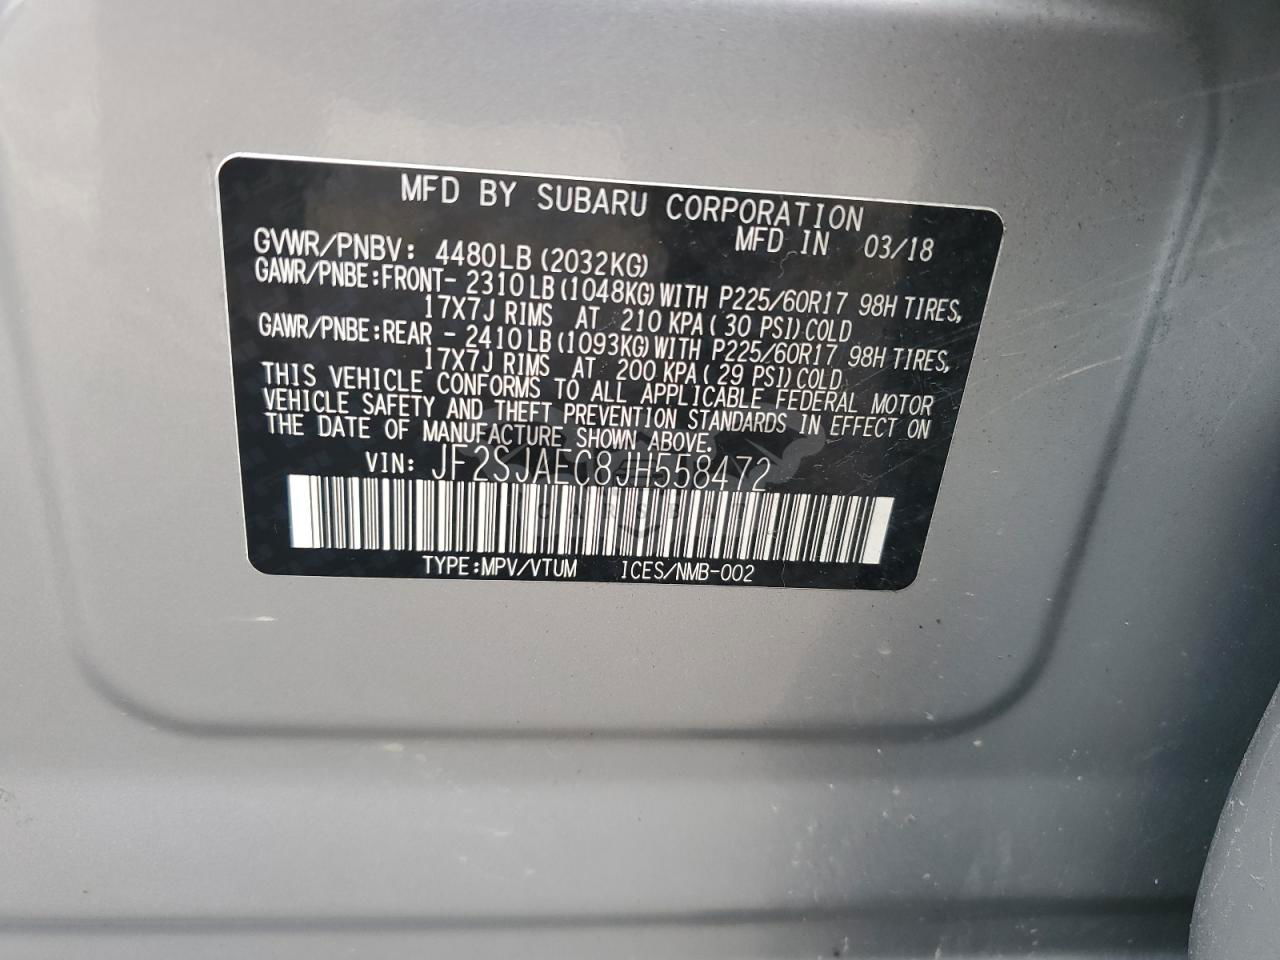 MFD BY SUBARU CORPORATION
MFD IN 03/18
GVWR/PNBV: 4480LB (2032KG)
GAWR/PNBE:FRONT- 2310LB (1048KG) WITH P225/60R17 98H TIRES,
17X7J RIMS AT 210 KPA ( 30 PSI) COLD
GAWR/PNBE:REAR - 2410LB (1093KG) WITH P225/60R17 98H TIRES,
17X7J RIMS AT 200 KPA ( 29 PSI) COLD
THIS VEHICLE CONFORMS TO ALL APPLICABLE FEDERAL MOTOR
VEHICLE SAFETY AND THEFT PREVENTION STANDARDS IN EFFECT ON
THE DATE OF MANUFACTURE SHOWN ABOVE.
VIN: JF2SJAEC8JH558472
TYPE:MPV/VTUM ICES/NMB-002